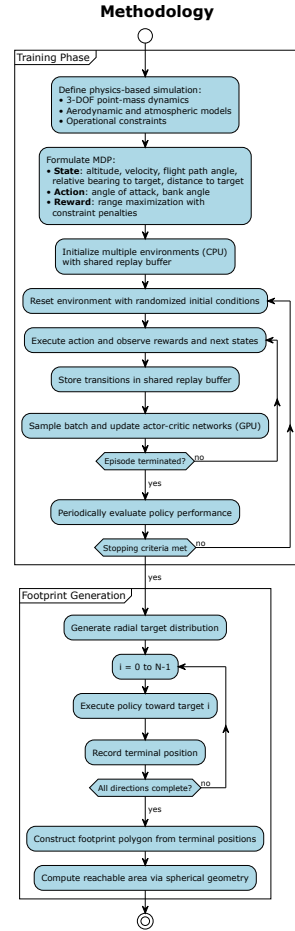 Methodology
Training Phase
Define physics-based simulation:
• 3-DOF point-mass dynamics
• Aerodynamic and atmospheric models
• Operational constraints
Formulate MDP:
• State: altitude, velocity, flight path angle,
relative bearing to target, distance to target
• Action: angle of attack, bank angle
• Reward: range maximization with
constraint penalties
Initialize multiple environments (CPU)
with shared replay buffer
Reset environment with randomized initial conditions
Execute action and observe rewards and next states
Store transitions in shared replay buffer
Sample batch and update actor-critic networks (GPU)
Episode terminated?
no
yes
Periodically evaluate policy performance
Stopping criteria met
no
yes
Footprint Generation
Generate radial target distribution
i = 0 to N-1
Execute policy toward target i
Record terminal position
All directions complete?
no
yes
Construct footprint polygon from terminal positions
Compute reachable area via spherical geometry